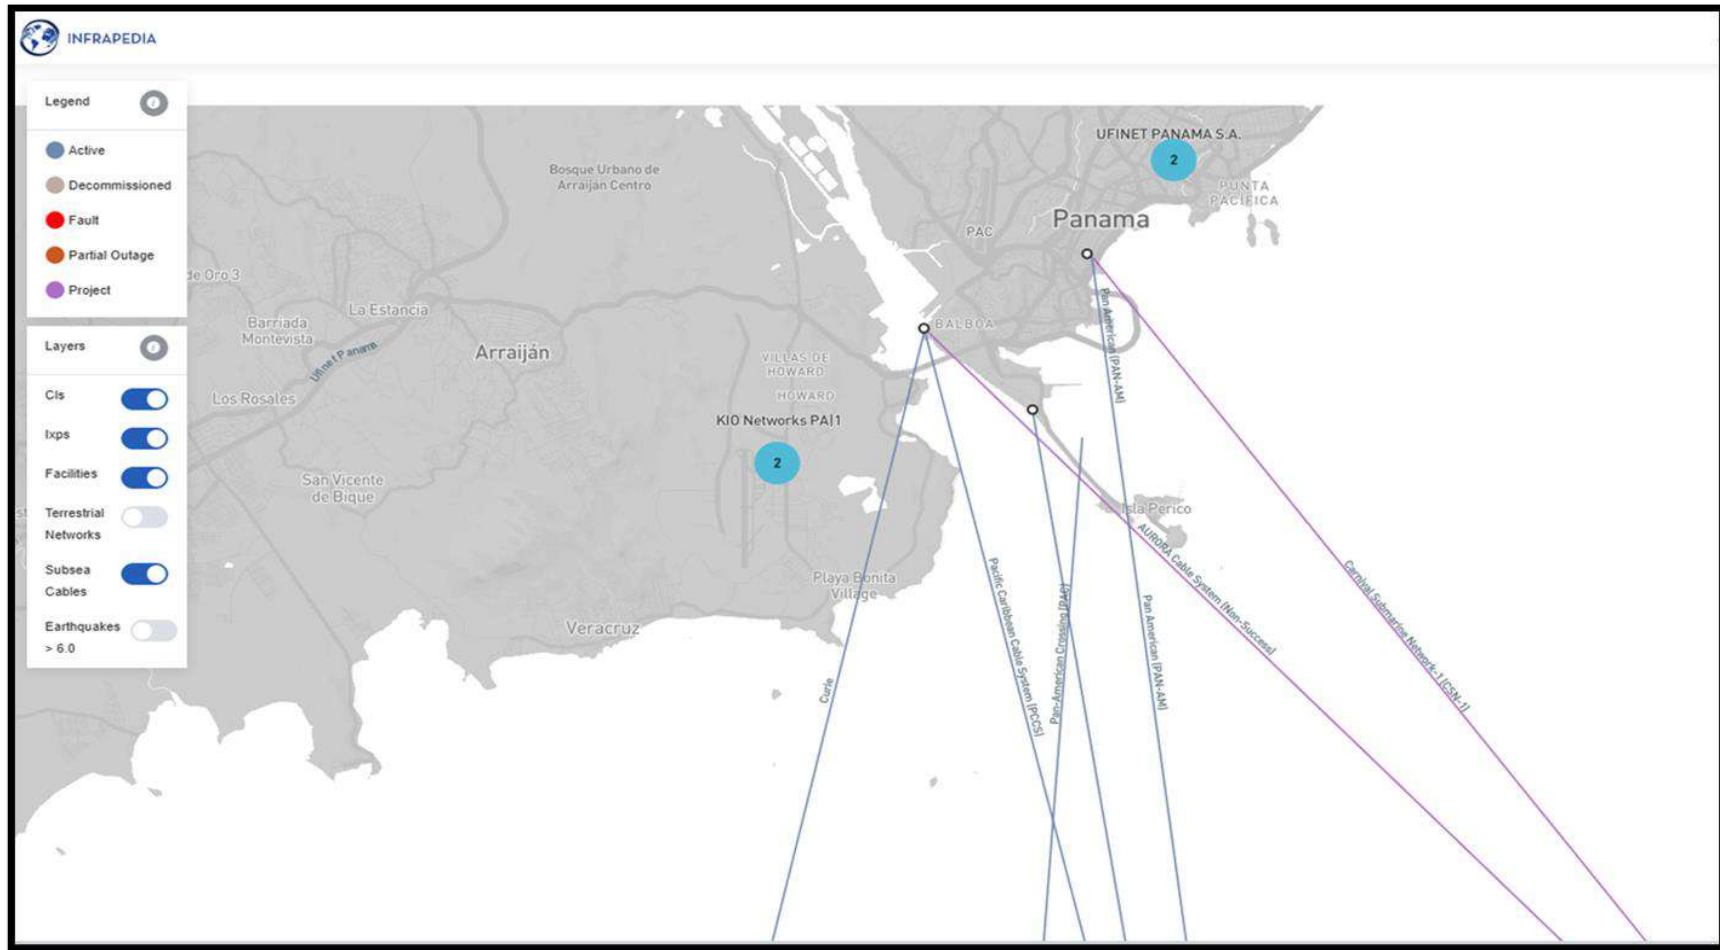 INFRAPEDIA
Legend
Active
Decommissioned
Fault
Partial Outage
Project
Layers
Cls
Ixps
Facilities
Terrestrial
Networks
Subsea
Cables
Earthquakes
> 6.0
UFINET PANAMA S.A.
2
Bosque Urbano de
Arraiján Centro
PUNTA
PACÍFICA
Panama
PAC
de Oro 3
La Estancia
Barriada
Montevista
BALBOA
Arraiján
Ufinet Panam
VILLAS DE
HOWARD
HOWARD
Los Rosales
KIO Networks PA|1
2
San Vicente
de Bique
Isla Perico
Playa Bonita
Village
Veracruz
Pan American (PAN-AM)
AURORA Cable System (Non-Success)
Carnival Submarine Network-1 (CSN-1)
Pacific Caribbean Cable System (PCCS)
Pan-American Crossing (PAC)
Pan American (PAN-AM)
Curie